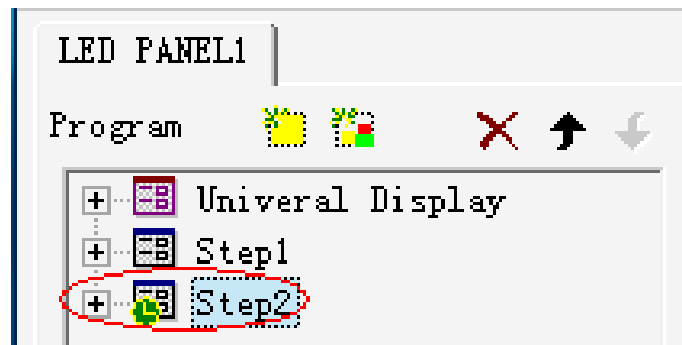 LED PANEL1
Program
Univeral Display
Step1
Step2